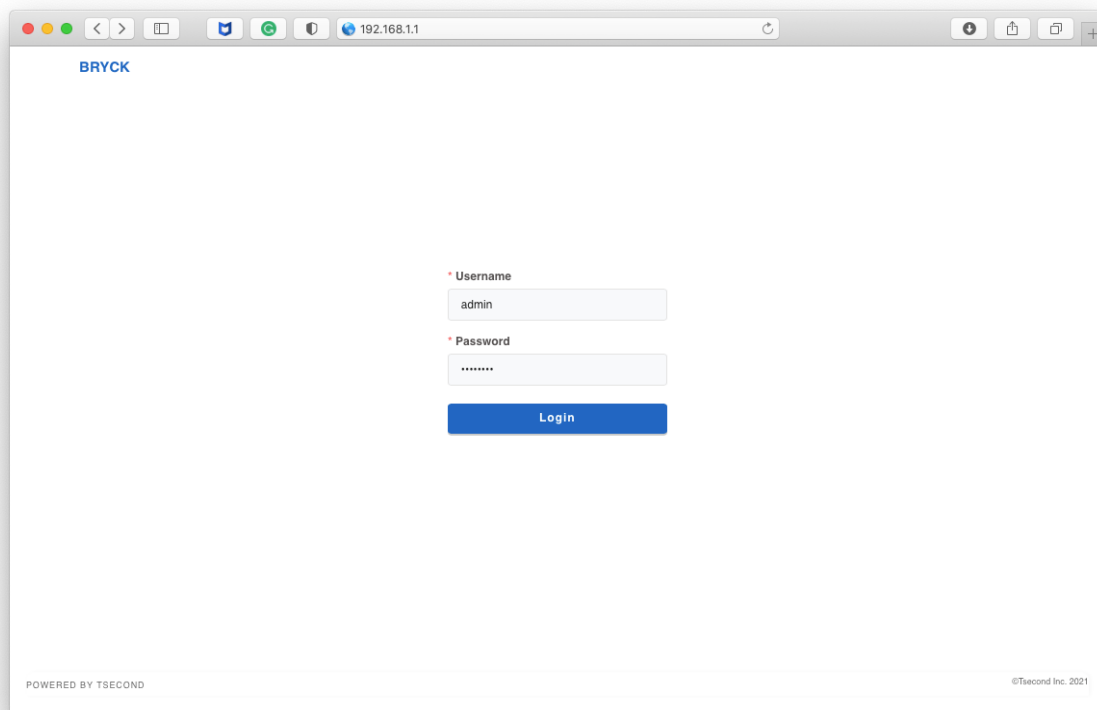 192.168.1.1
BRYCK
* Username
admin
* Password
••••••••
Login
POWERED BY TSECOND
©Tsecond Inc. 2021